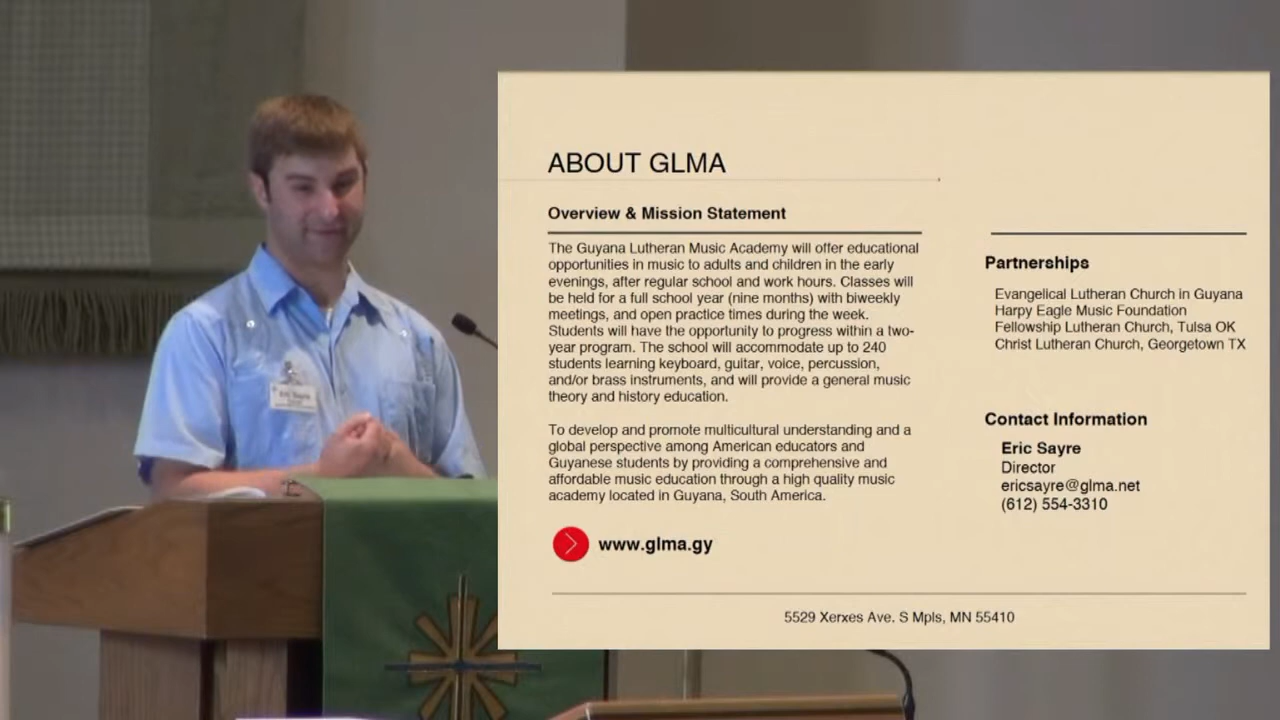 ABOUT GLMA
Overview & Mission Statement
The Guyana Lutheran Music Academy will offer educational
opportunities in music to adults and children in the early
evenings, after regular school and work hours. Classes will
be held for a full school year (nine months) with biweekly
meetings, and open practice times during the week.
Students will have the opportunity to progress within a two-
year program. The school will accommodate up to 240
students learning keyboard, guitar, voice, percussion,
and/or brass instruments, and will provide a general music
theory and history education.
To develop and promote multicultural understanding and a
global perspective among American educators and
Guyanese students by providing a comprehensive and
affordable music education through a high quality music
academy located in Guyana, South America.
www.glma.gy
Partnerships
Evangelical Lutheran Church in Guyana
Harpy Eagle Music Foundation
Fellowship Lutheran Church, Tulsa OK
Christ Lutheran Church, Georgetown TX
Contact Information
Eric Sayre
Director
ericsayre@glma.net
(612) 554-3310
5529 Xerxes Ave. S Mpls, MN 55410
Eric Sayre